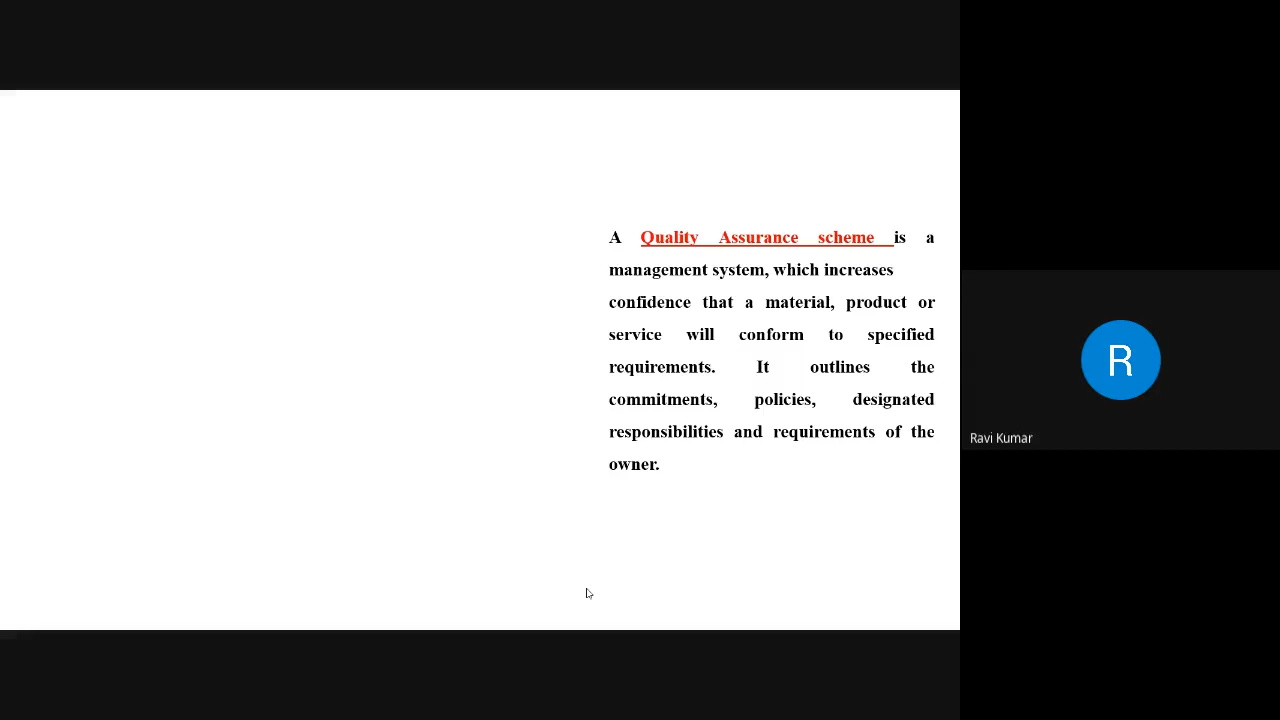 A Quality Assurance scheme is a
management system, which increases
confidence that a material, product or
service will conform to specified
requirements. It outlines the
commitments, policies, designated
responsibilities and requirements of the
owner.
R
Ravi Kumar